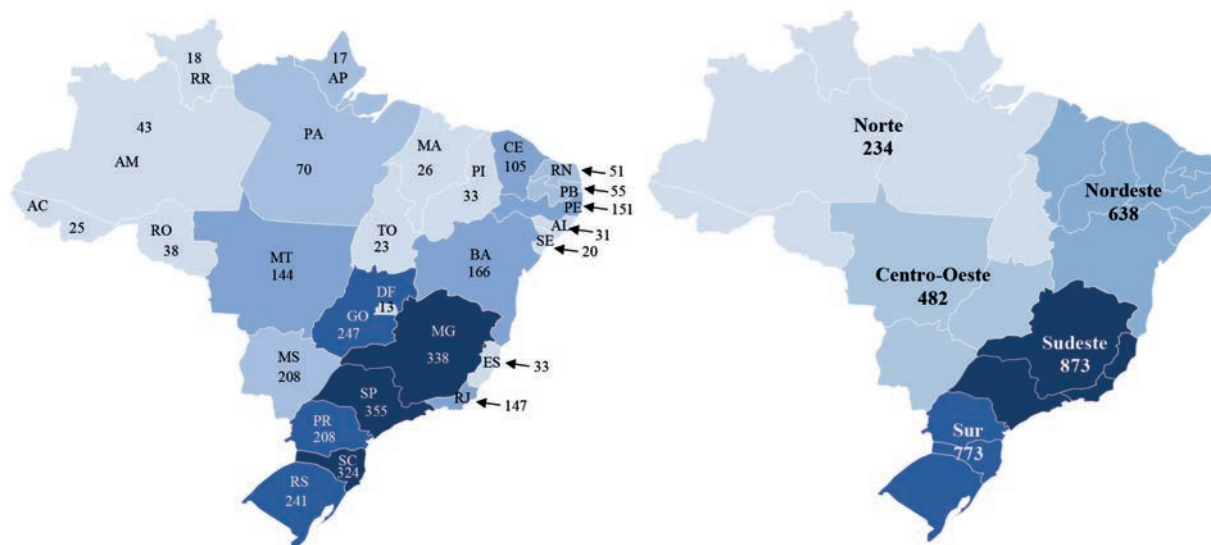 18
RR
17
AP
43
AM
PA
70
MA
26
PI
33
CE
105
RN
51
PB
55
PE
151
AL
31
SE
20
AC
25
RO
38
TO
23
MT
144
BA
166
DF
13
GO
247
MG
338
MS
208
ES
33
SP
355
RJ
147
PR
208
SC
324
RS
241
Norte
234
Nordeste
638
Centro-Oeste
482
Sudeste
873
Sur
773